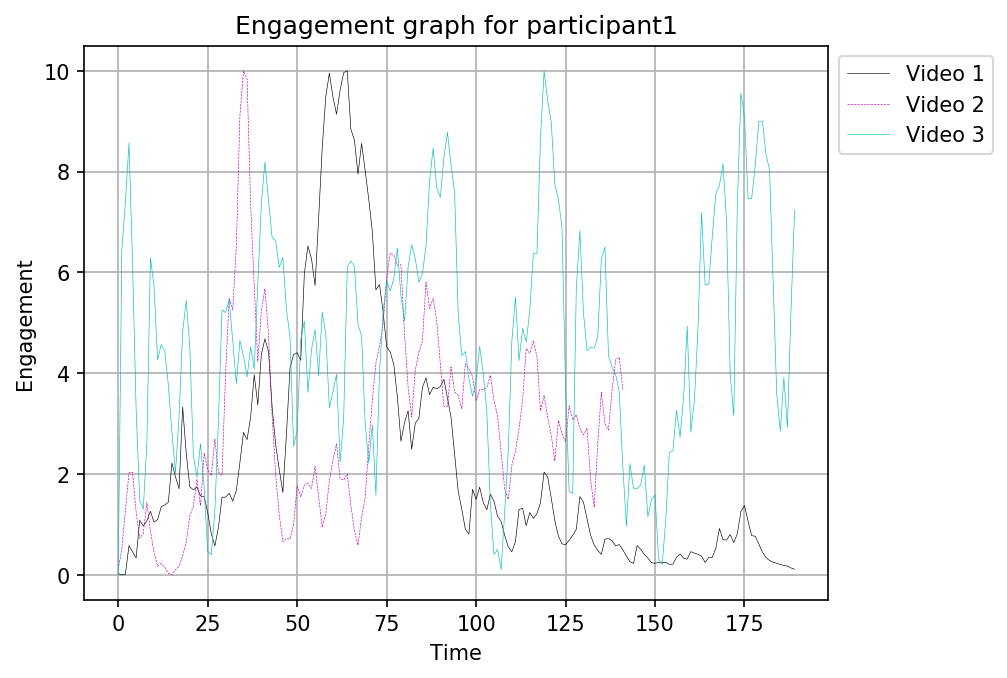 Engagement graph for participant1
Video 1
Video 2
Video 3
Engagement
10
8
6
4
2
0
0 25 50 75 100 125 150 175
Time